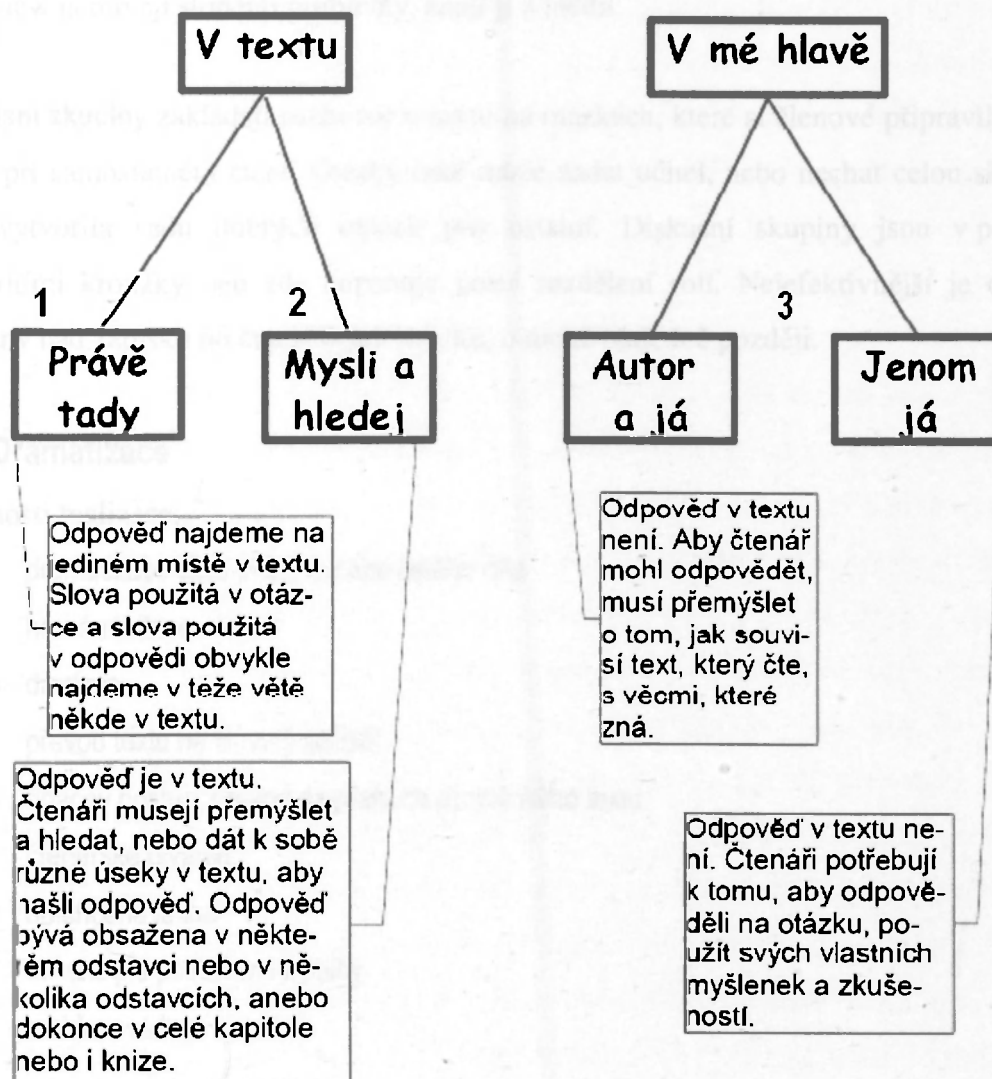 V textu
V mé hlavě
1
2
3
Právě
tady
Mysli a
hledej
Autor
a já
Jenom
já
Odpověď najdeme na
jediném místě v textu.
Slova použitá v otáz-
ce a slova použitá
v odpovědi obvykle
najdeme v téže větě
někde v textu.
Odpověď je v textu.
Čtenáři musejí přemýšlet
a hledat, nebo dát k sobě
různé úseky v textu, aby
našli odpověď. Odpověď
bývá obsažena v někte-
rém odstavci nebo v ně-
kolika odstavcích, anebo
dokonce v celé kapitole
nebo i knize.
Odpověď v textu
není. Aby čtenář
mohl odpovědět,
musí přemýšlet
o tom, jak souvi-
sí text, který čte,
s věcmi, které
zná.
Odpověď v textu ne-
ní. Čtenáři potřebují
k tomu, aby odpově-
děli na otázku, po-
užít svých vlastních
myšlenek a zkuše-
ností.